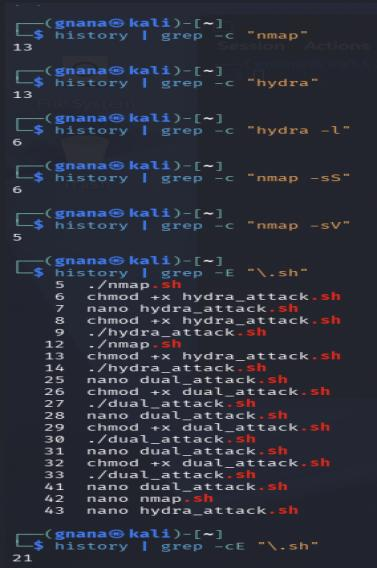 ┌──(gnana㉿kali)-[~]
└─$ history | grep -c "nmap"
13
┌──(gnana㉿kali)-[~]
└─$ history | grep -c "hydra"
13
┌──(gnana㉿kali)-[~]
└─$ history | grep -c "hydra -l"
6
┌──(gnana㉿kali)-[~]
└─$ history | grep -c "nmap -sS"
6
┌──(gnana㉿kali)-[~]
└─$ history | grep -c "nmap -sV"
5
┌──(gnana㉿kali)-[~]
└─$ history | grep -E "\.sh"
5 ./nmap.sh
6 chmod +x hydra_attack.sh
7 nano hydra_attack.sh
8 chmod +x hydra_attack.sh
9 ./hydra_attack.sh
12 ./nmap.sh
13 chmod +x hydra_attack.sh
14 ./hydra_attack.sh
25 nano dual_attack.sh
26 chmod +x dual_attack.sh
27 ./dual_attack.sh
28 nano dual_attack.sh
29 chmod +x dual_attack.sh
30 ./dual_attack.sh
31 nano dual_attack.sh
32 chmod +x dual_attack.sh
33 ./dual_attack.sh
41 nano dual_attack.sh
42 nano nmap.sh
43 nano hydra_attack.sh
┌──(gnana㉿kali)-[~]
└─$ history | grep -cE "\.sh"
21